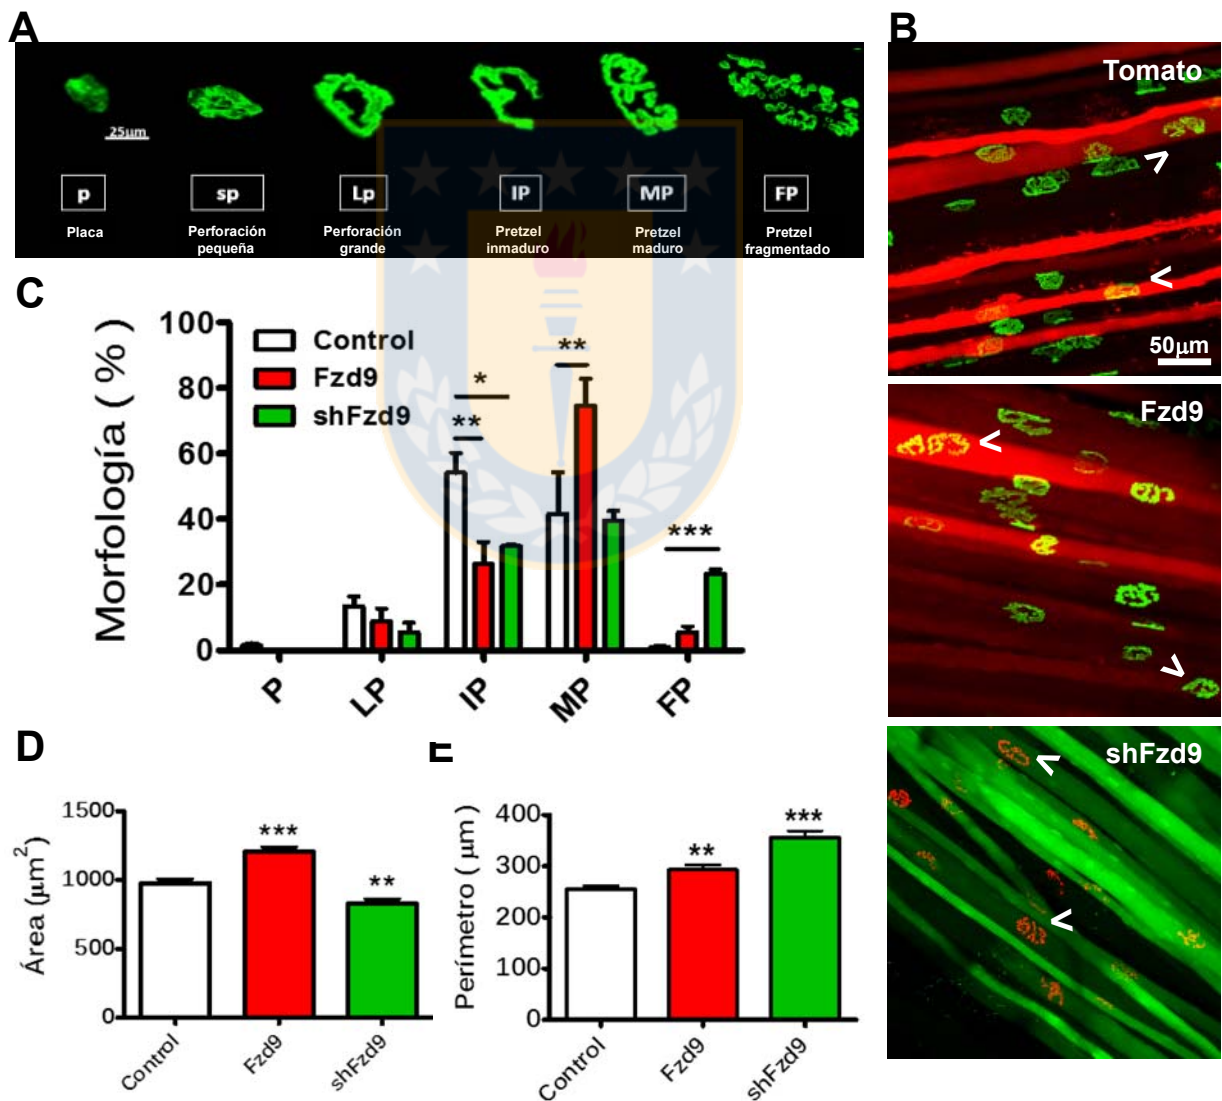 A
25µm
p
sp
Lp
IP
MP
FP
Placa
Perforación
pequeña
Perforación
grande
Pretzel
inmaduro
Pretzel
maduro
Pretzel
fragmentado
B
Tomato
>
<
50µm
Fzd9
<
>
shFzd9
<
<
C
Morfología ( % )
100
80
60
40
20
0
Control
Fzd9
shFzd9
*
**
**
***
P
LP
IP
MP
FP
D
Área (µm²)
1500
1000
500
0
***
**
Control
Fzd9
shFzd9
E
Perímetro ( µm)
400
300
200
100
0
**
***
Control
Fzd9
shFzd9